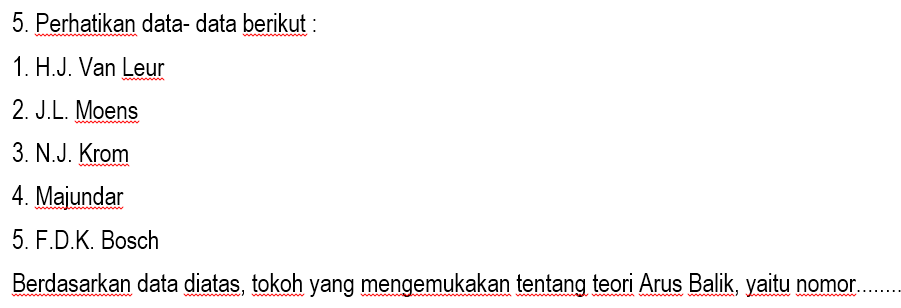 5. Perhatikan data- data berikut :
1. H.J. Van Leur
2. J.L. Moens
3. N.J. Krom
4. Majundar
5. F.D.K. Bosch
Berdasarkan data diatas, tokoh yang mengemukakan tentang teori Arus Balik, yaitu nomor........